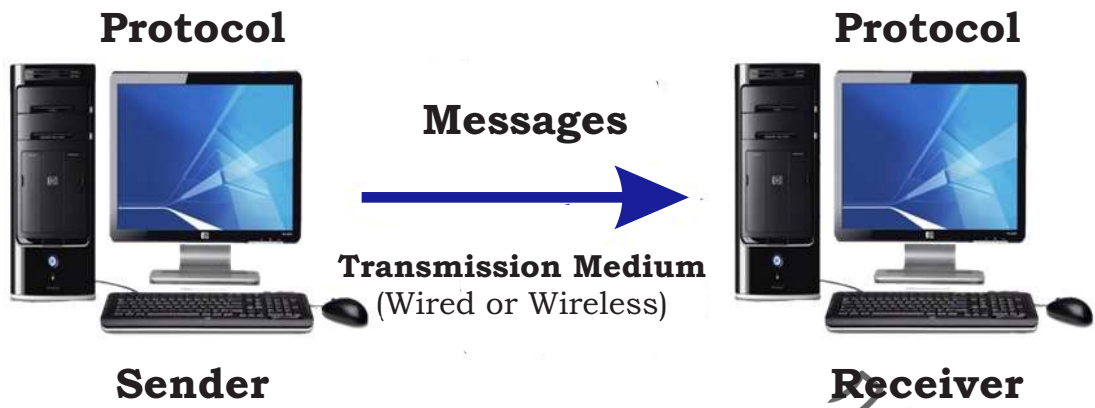 Protocol
Protocol
Messages
Transmission Medium
(Wired or Wireless)
Sender
Receiver